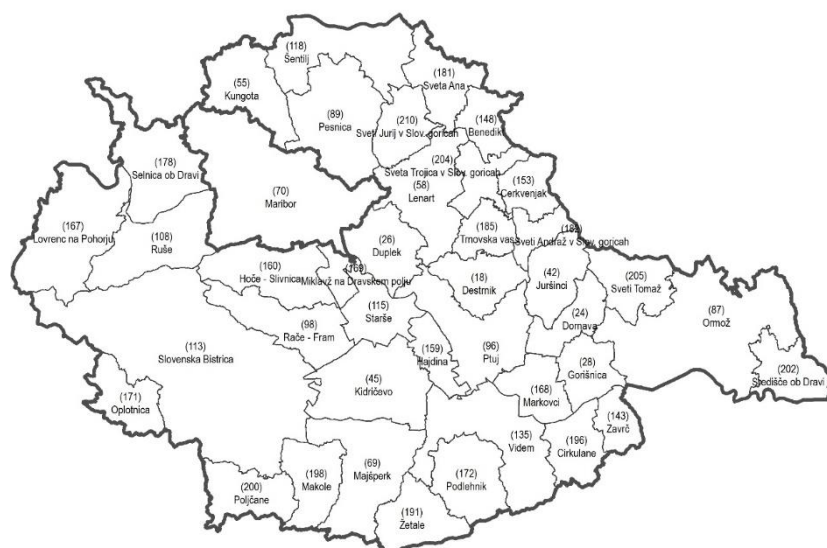 (118)
Šentilj
(55)
Kungota
(181)
Sveta Ana
(89)
Pesnica
(210)
Sveti Jurij v Slov. goricah
(148)
Benedikt
(178)
Selnica ob Dravi
(204)
Sveta Trojica v Slov. goricah
(153)
Cerkvenjak
(70)
Maribor
(58)
Lenart
(167)
Lovrenc na Pohorju
(108)
Ruše
(26)
Duplek
(185)
Trnovska vas
Sveti Andraž v Slov. goricah
(160)
Hoče - Slivnica
(169)
Miklavž na Dravskem polju
(18)
Destrnik
(42)
Juršinci
(205)
Sveti Tomaž
(87)
Ormož
(115)
Starše
(24)
Dornava
(98)
Rače - Fram
(113)
Slovenska Bistrica
(159)
Hajdina
(96)
Ptuj
(28)
Gorišnica
(202)
Središče ob Dravi
(171)
Oplotnica
(45)
Kidričevo
(168)
Markovci
(143)
Zavrč
(135)
Videm
(196)
Cirkulane
(69)
Majšperk
(198)
Makole
(172)
Podlehnik
(200)
Poljčane
(191)
Žetale